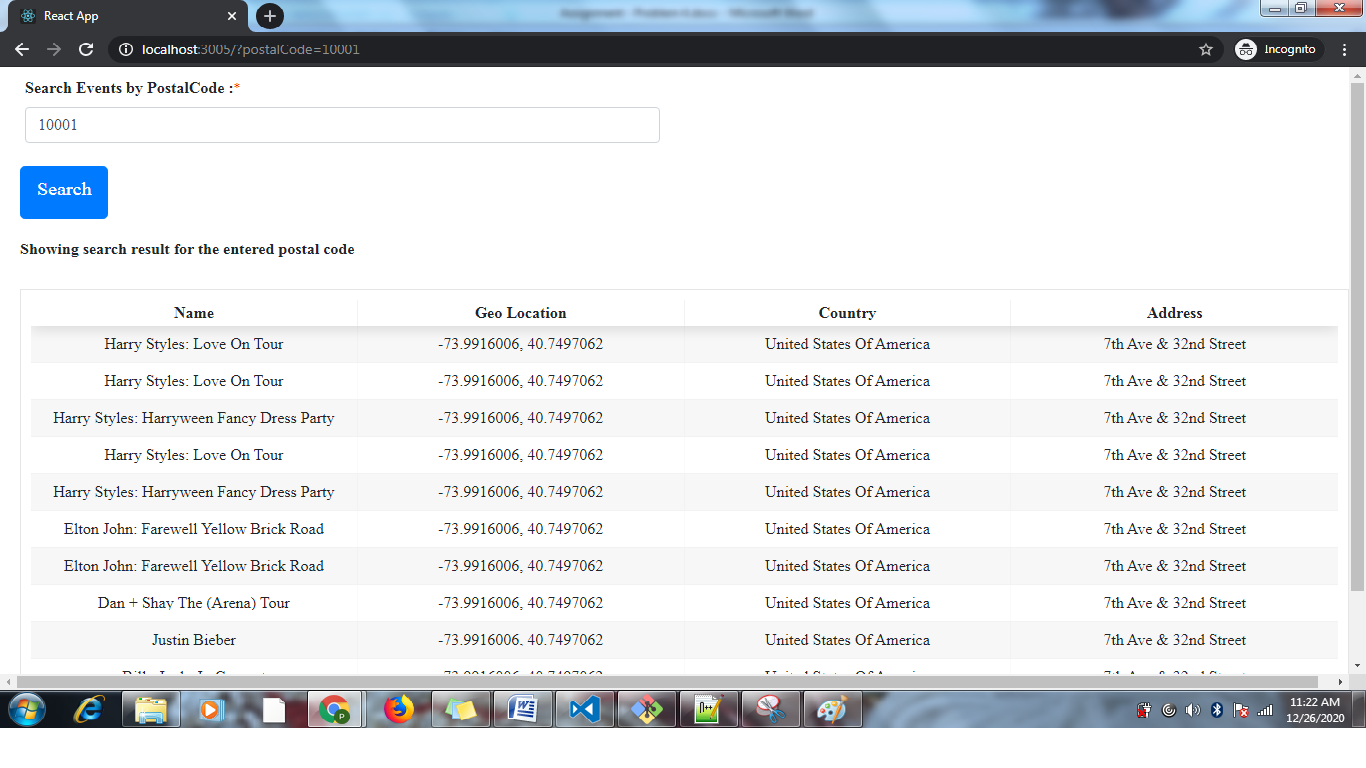 React App
Assignment - Problem
Microsoft Word
localhost:3005/?postalCode=10001
Incognito
Search Events by PostalCode :*
10001
Search
Showing search result for the entered postal code
Name Geo Location Country Address
Harry Styles: Love On Tour -73.9916006, 40.7497062 United States Of America 7th Ave & 32nd Street
Harry Styles: Love On Tour -73.9916006, 40.7497062 United States Of America 7th Ave & 32nd Street
Harry Styles: Harryween Fancy Dress Party -73.9916006, 40.7497062 United States Of America 7th Ave & 32nd Street
Harry Styles: Love On Tour -73.9916006, 40.7497062 United States Of America 7th Ave & 32nd Street
Harry Styles: Harryween Fancy Dress Party -73.9916006, 40.7497062 United States Of America 7th Ave & 32nd Street
Elton John: Farewell Yellow Brick Road -73.9916006, 40.7497062 United States Of America 7th Ave & 32nd Street
Elton John: Farewell Yellow Brick Road -73.9916006, 40.7497062 United States Of America 7th Ave & 32nd Street
Dan + Shay The (Arena) Tour -73.9916006, 40.7497062 United States Of America 7th Ave & 32nd Street
Justin Bieber -73.9916006, 40.7497062 United States Of America 7th Ave & 32nd Street
11:22 AM
12/26/2020